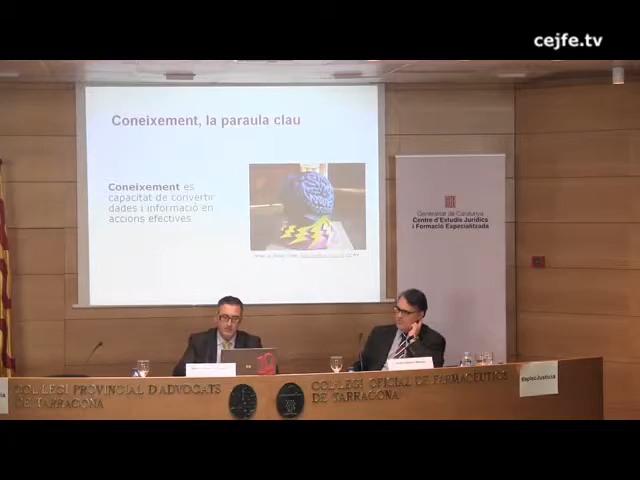 cejfe.tv
Coneixement, la paraula clau
Coneixement es
capacitat de convertir
dades i informació en
accions efectives
Generalitat de Catalunya
Centre d'Estudis Jurídics
i Formació Especialitzada
COL·LEGI PROVINCIAL D'ADVOCATS
DE TARRAGONA
COL·LEGI OFICIAL DE FARMACÈUTICS
DE TARRAGONA
#aplecJusticia